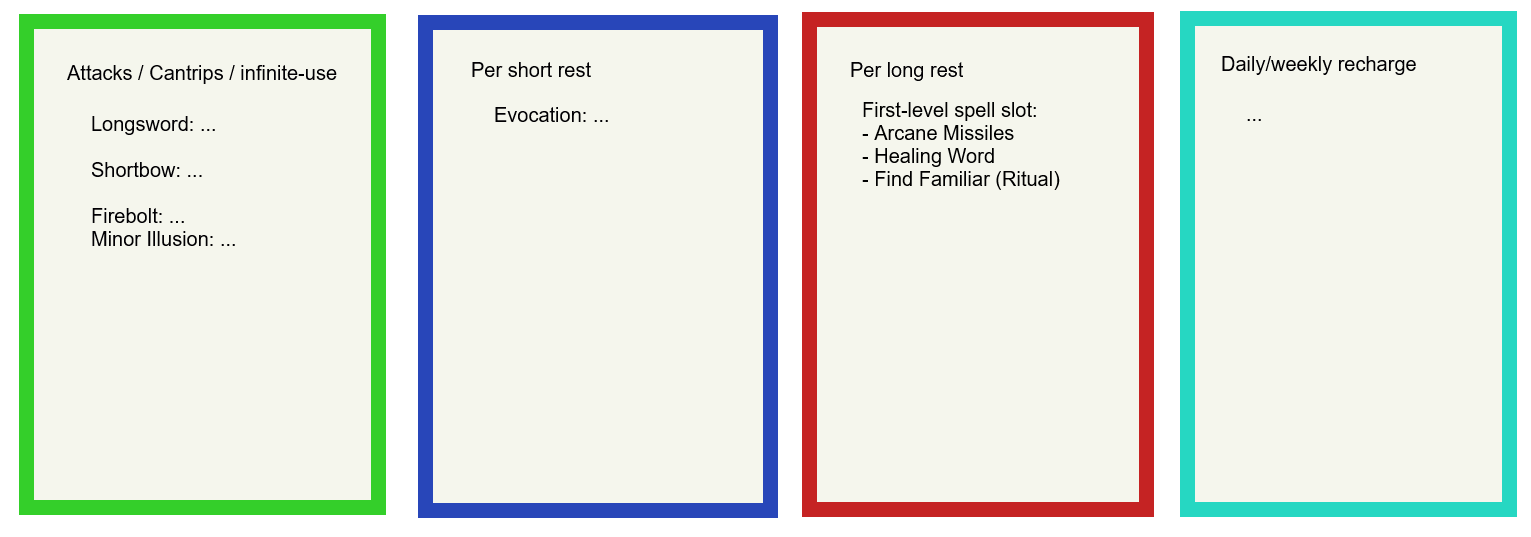 Attacks / Cantrips / infinite-use
Longsword: ...
Shortbow: ...
Firebolt: ...
Minor Illusion: ...
Per short rest
Evocation: ...
Per long rest
First-level spell slot:
- Arcane Missiles
- Healing Word
- Find Familiar (Ritual)
Daily/weekly recharge
...